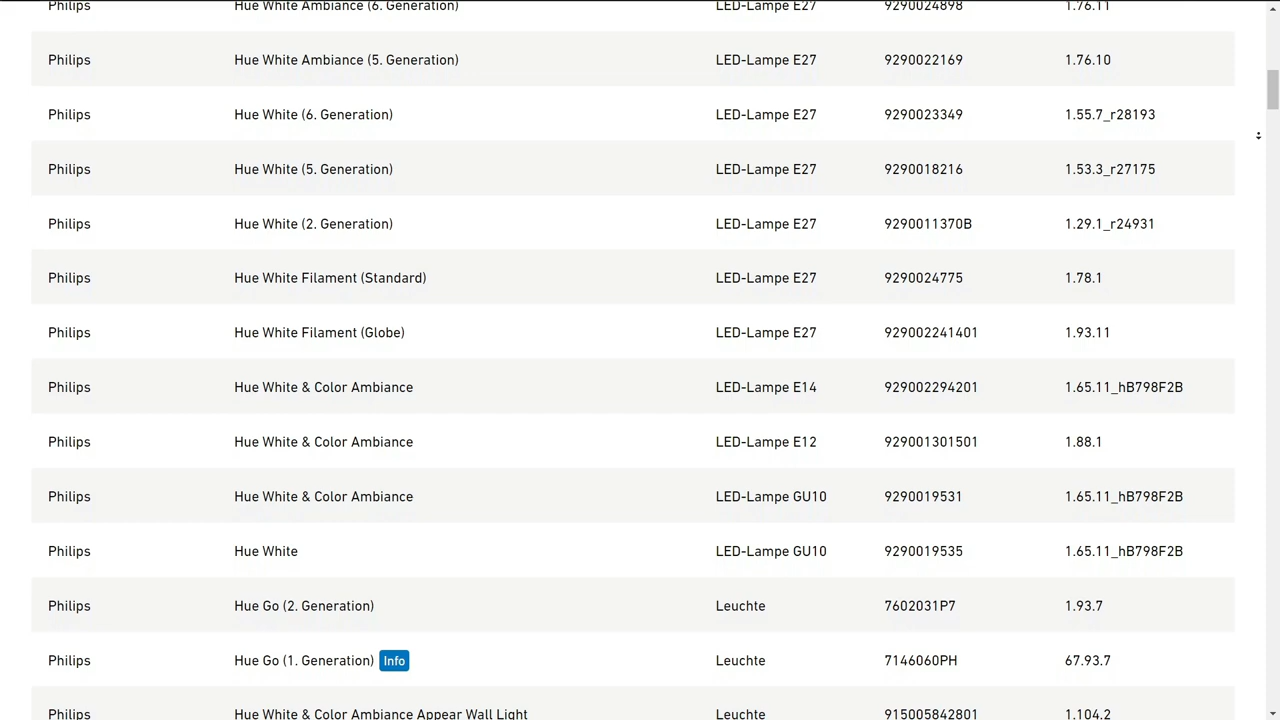 Philips Hue White Ambiance (6. Generation) LED-Lampe E27 9290024898 1.76.11
Philips Hue White Ambiance (5. Generation) LED-Lampe E27 9290022169 1.76.10
Philips Hue White (6. Generation) LED-Lampe E27 9290023349 1.55.7_r28193
Philips Hue White (5. Generation) LED-Lampe E27 9290018216 1.53.3_r27175
Philips Hue White (2. Generation) LED-Lampe E27 9290011370B 1.29.1_r24931
Philips Hue White Filament (Standard) LED-Lampe E27 9290024775 1.78.1
Philips Hue White Filament (Globe) LED-Lampe E27 929002241401 1.93.11
Philips Hue White & Color Ambiance LED-Lampe E14 929002294201 1.65.11_hB798F2B
Philips Hue White & Color Ambiance LED-Lampe E12 929001301501 1.88.1
Philips Hue White & Color Ambiance LED-Lampe GU10 9290019531 1.65.11_hB798F2B
Philips Hue White LED-Lampe GU10 9290019535 1.65.11_hB798F2B
Philips Hue Go (2. Generation) Leuchte 7602031P7 1.93.7
Philips Hue Go (1. Generation) Info Leuchte 7146060PH 67.93.7
Philips Hue White & Color Ambiance Appear Wall Light Leuchte 915005842801 1.104.2